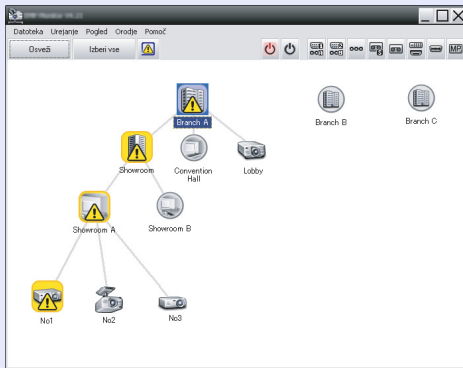 Datoteka Urejanje Pogled Orodje Pomoč
Osveži Izberi vse MP
Branch A
Branch B
Branch C
Showroom
Convention
Hall
Lobby
Showroom A
Showroom B
No1
No2
No3